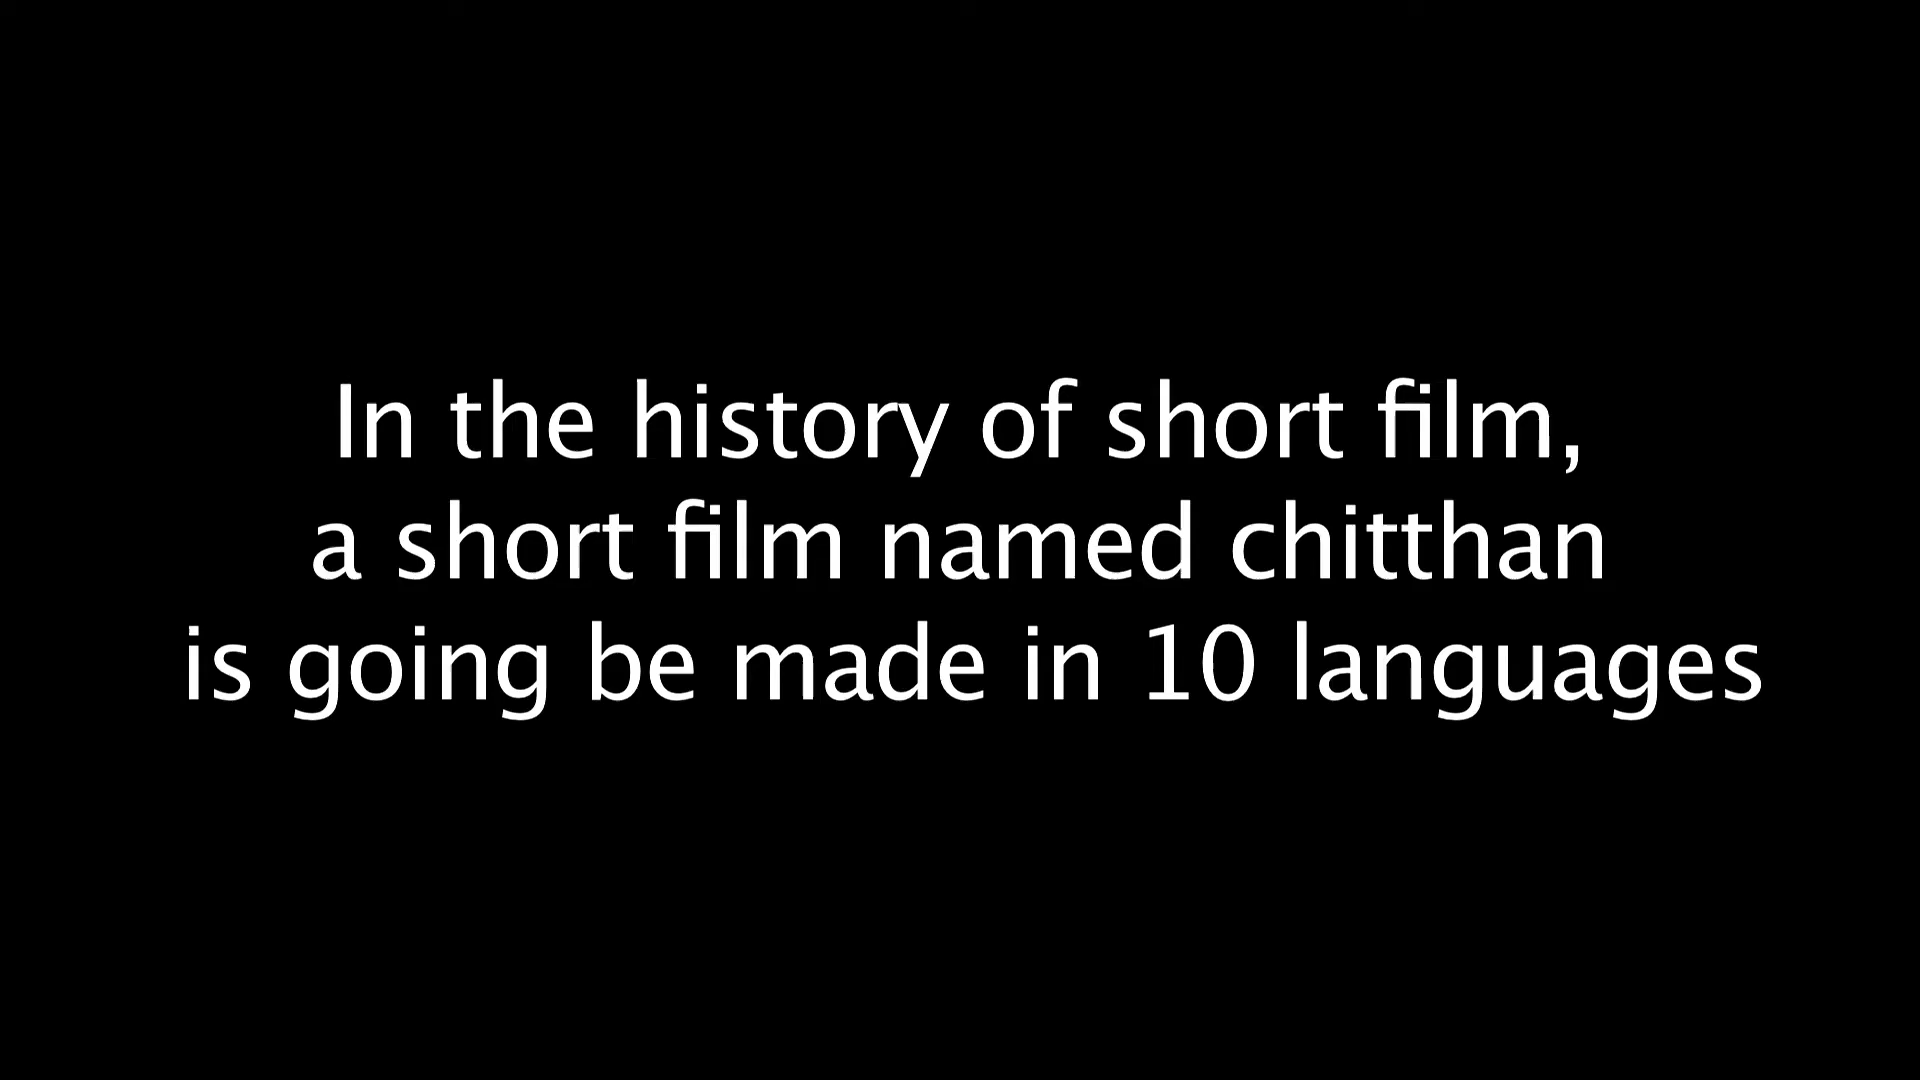 In the history of short film,
a short film named chitthan
is going be made in 10 languages